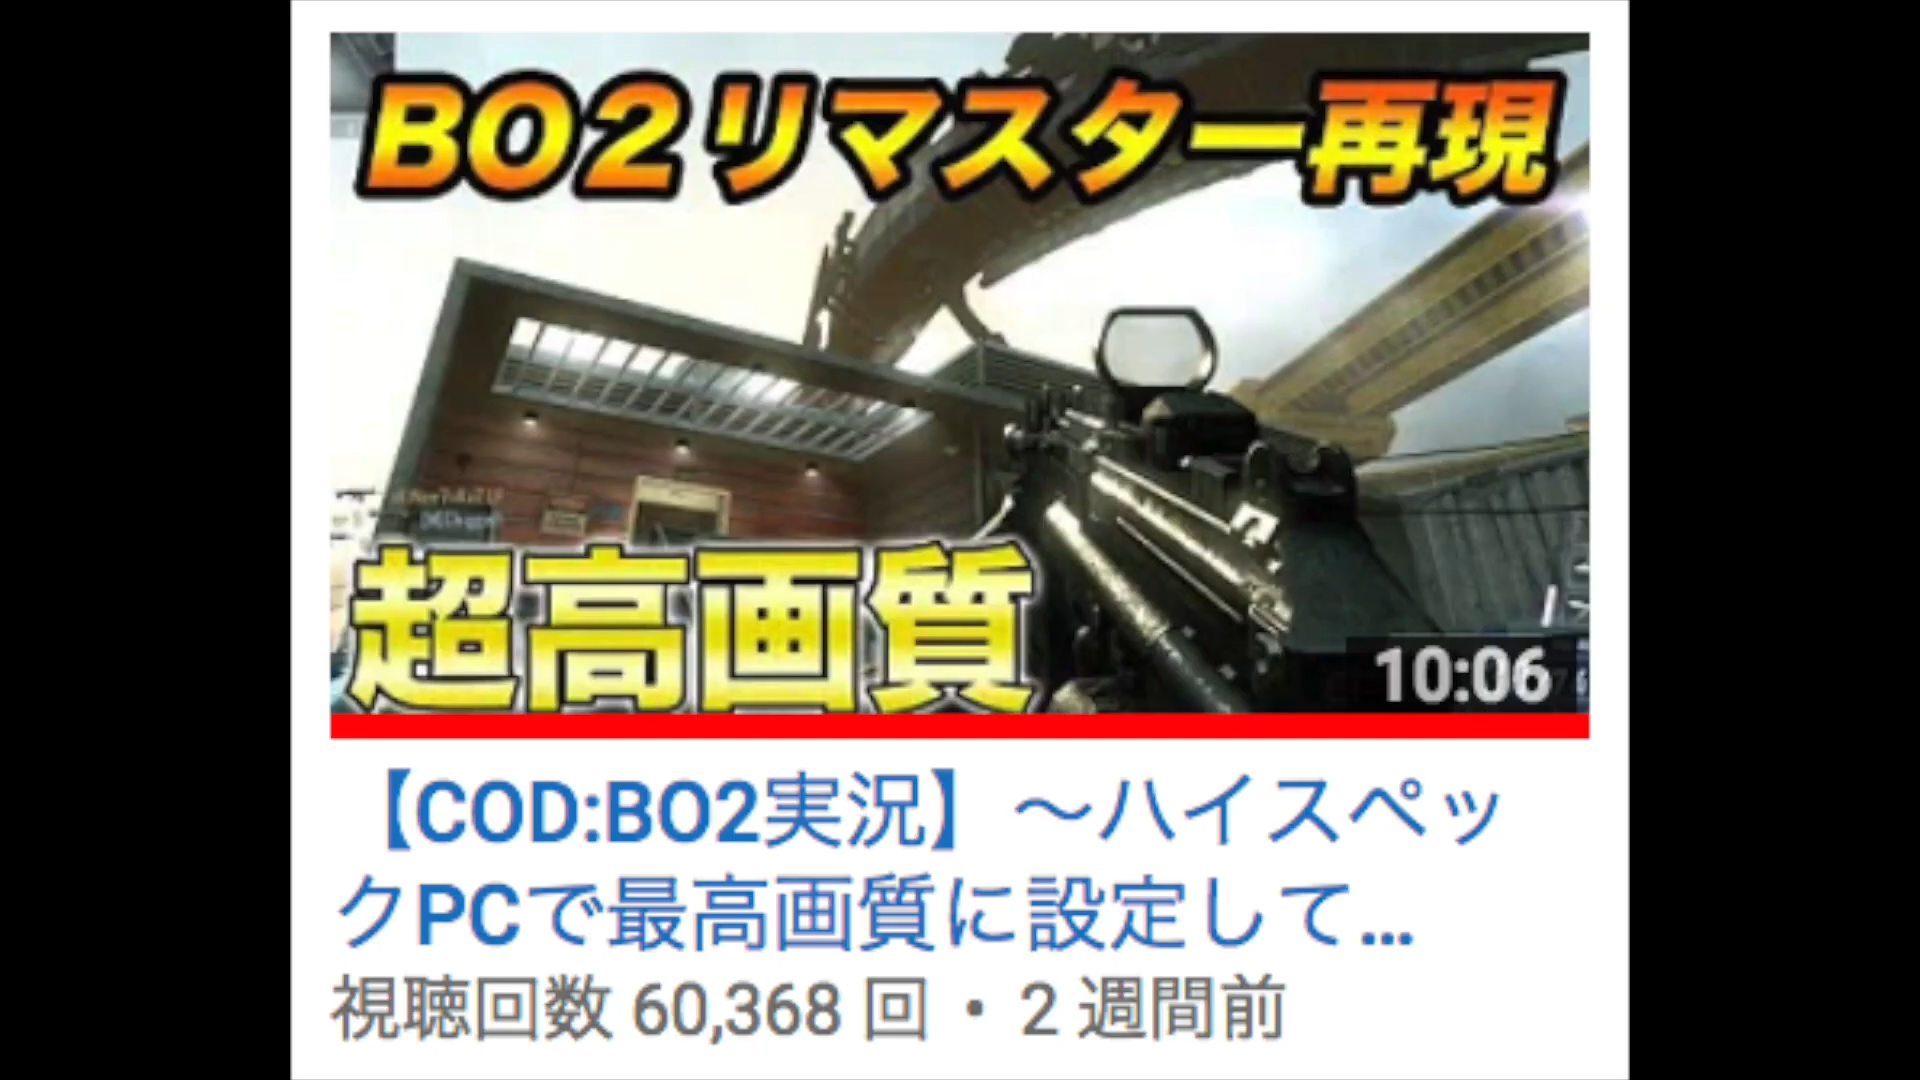 BO2リマスター再現
超高画質
10:06
【COD:BO2実況】～ハイスペッ
クPCで最高画質に設定して...
視聴回数 60,368 回・2 週間前